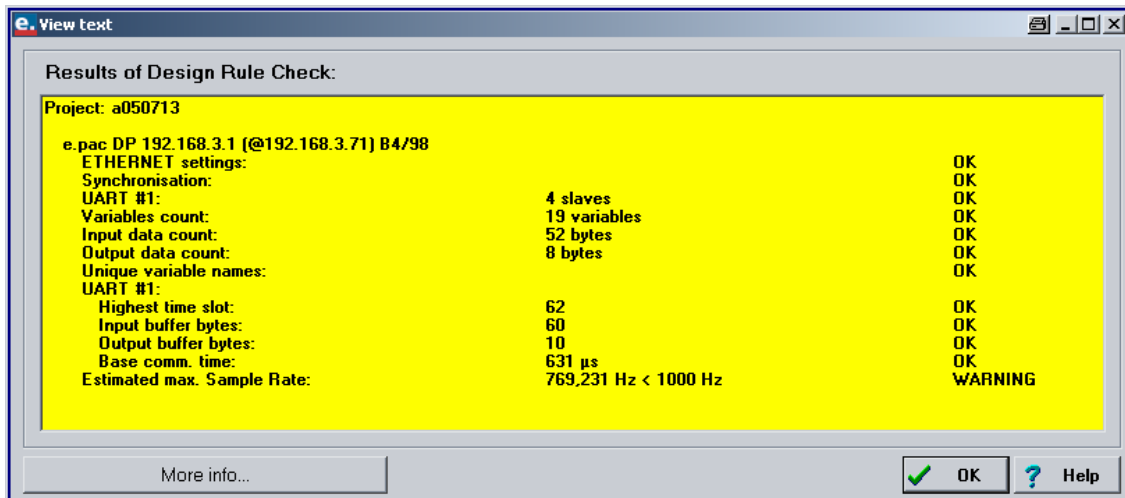 e. View text
Results of Design Rule Check:
Project: a050713
e.pac DP 192.168.3.1 (@192.168.3.71) B4/98
ETHERNET settings: OK
Synchronisation: OK
UART #1: 4 slaves OK
Variables count: 19 variables OK
Input data count: 52 bytes OK
Output data count: 8 bytes OK
Unique variable names: OK
UART #1:
Highest time slot: 62 OK
Input buffer bytes: 60 OK
Output buffer bytes: 10 OK
Base comm. time: 631 µs OK
Estimated max. Sample Rate: 769,231 Hz < 1000 Hz WARNING
More info... OK ? Help